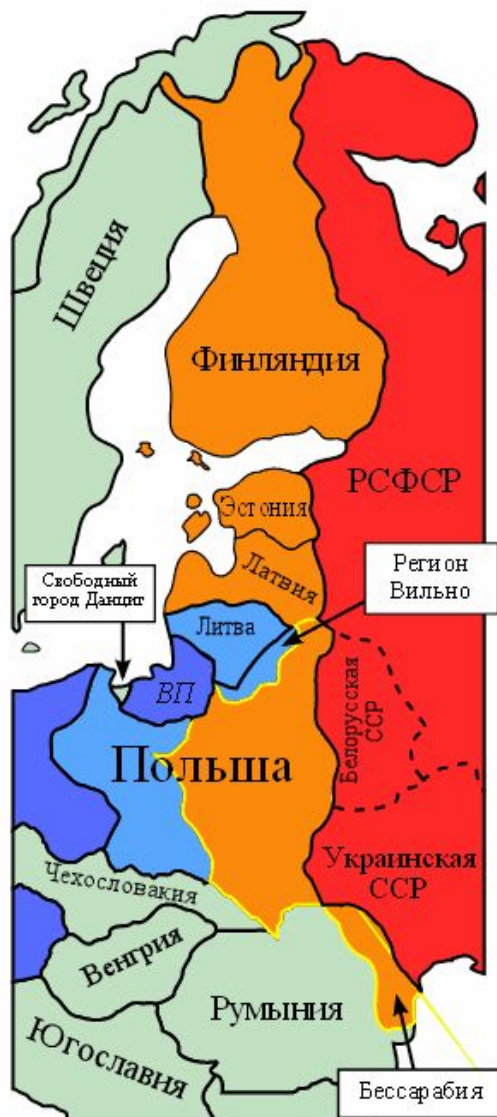 Швеция
Финляндия
РСФСР
Эстония
Латвия
Свободный
город Данциг
Регион
Вильно
Литва
ВП
Белорусская
ССР
Польша
Украинская
ССР
Чехословакия
Венгрия
Румыния
Югославия
Бессарабия